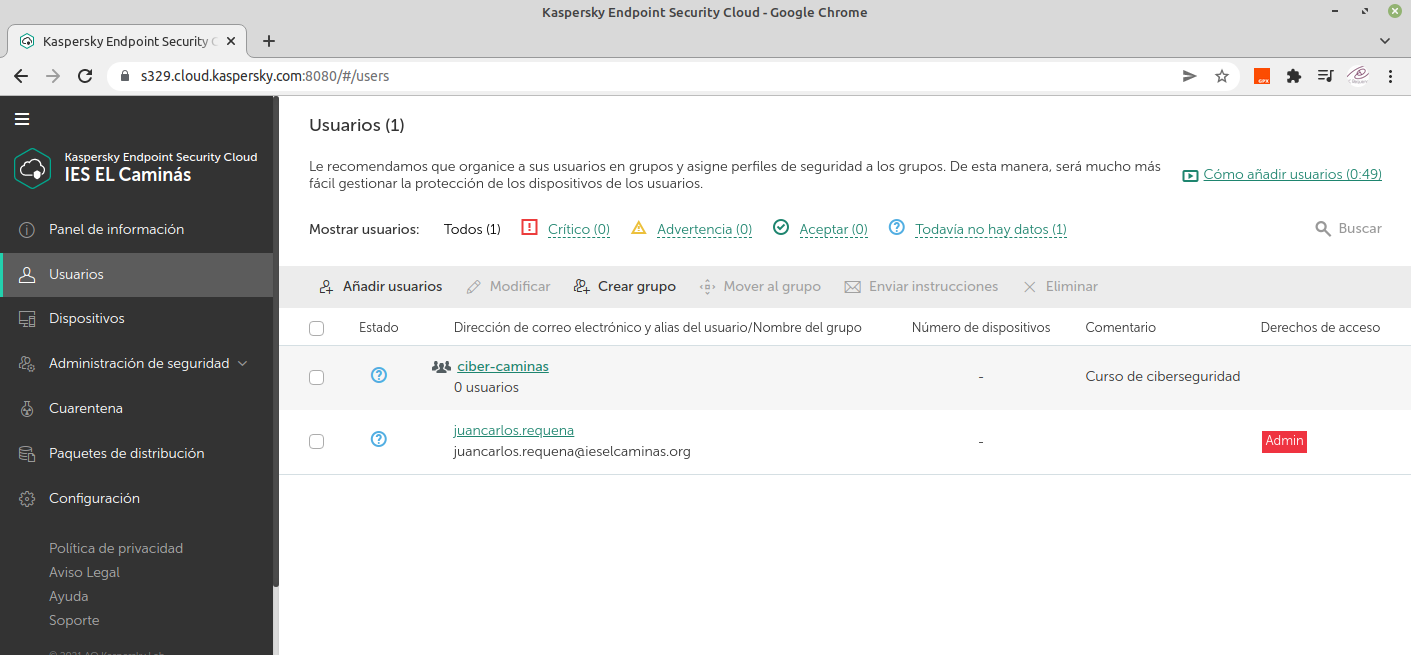 Kaspersky Endpoint Security Cloud - Google Chrome
Kaspersky Endpoint Security C
s329.cloud.kaspersky.com:8080/#/users
GPX
Kaspersky Endpoint Security Cloud
IES EL Caminás
Panel de información
Usuarios
Dispositivos
Administración de seguridad
Cuarentena
Paquetes de distribución
Configuración
Política de privacidad
Aviso Legal
Ayuda
Soporte
© 2021 AO Kaspersky Lab
Usuarios (1)
Le recomendamos que organice a sus usuarios en grupos y asigne perfiles de seguridad a los grupos. De esta manera, será mucho más
fácil gestionar la protección de los dispositivos de los usuarios.
Cómo añadir usuarios (0:49)
Mostrar usuarios: Todos (1) Crítico (0) Advertencia (0) Aceptar (0) Todavía no hay datos (1) Buscar
Añadir usuarios Modificar Crear grupo Mover al grupo Enviar instrucciones Eliminar
Estado Dirección de correo electrónico y alias del usuario/Nombre del grupo Número de dispositivos Comentario Derechos de acceso
ciber-caminas
0 usuarios - Curso de ciberseguridad
juancarlos.requena
juancarlos.requena@ieselcaminas.org - Admin